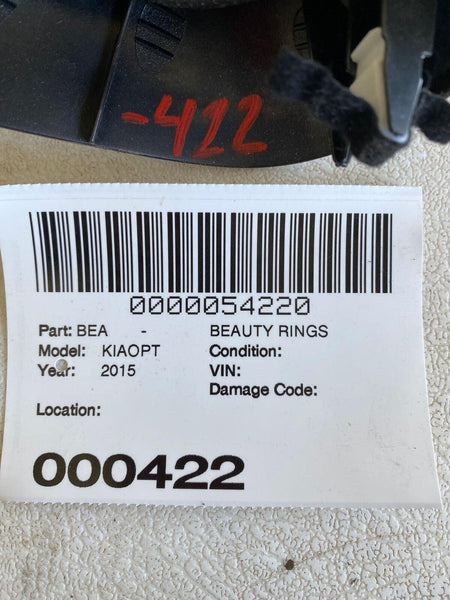 -422
0000054220
Part: BEA - BEAUTY RINGS
Model: KIAOPT Condition:
Year: 2015 VIN:
Damage Code:
Location:
000422